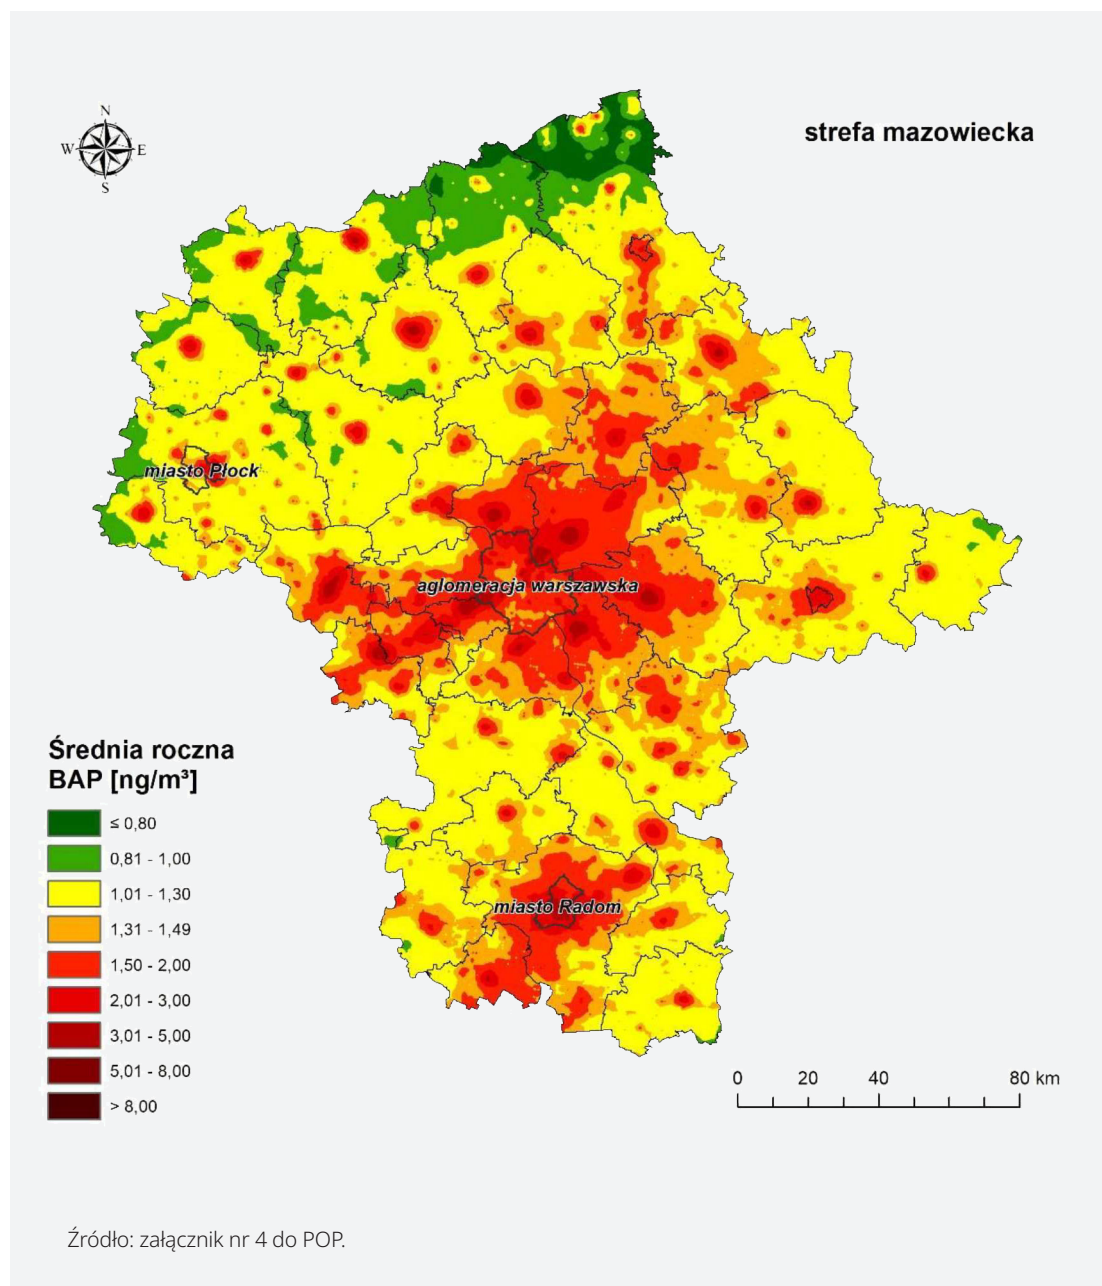 N
W E
S
strefa mazowiecka
miasto Płock
aglomeracja warszawska
miasto Radom
Średnia roczna
BAP [ng/m³]
≤ 0,80
0,81 - 1,00
1,01 - 1,30
1,31 - 1,49
1,50 - 2,00
2,01 - 3,00
3,01 - 5,00
5,01 - 8,00
> 8,00
0 20 40 80 km
Źródło: załącznik nr 4 do POP.